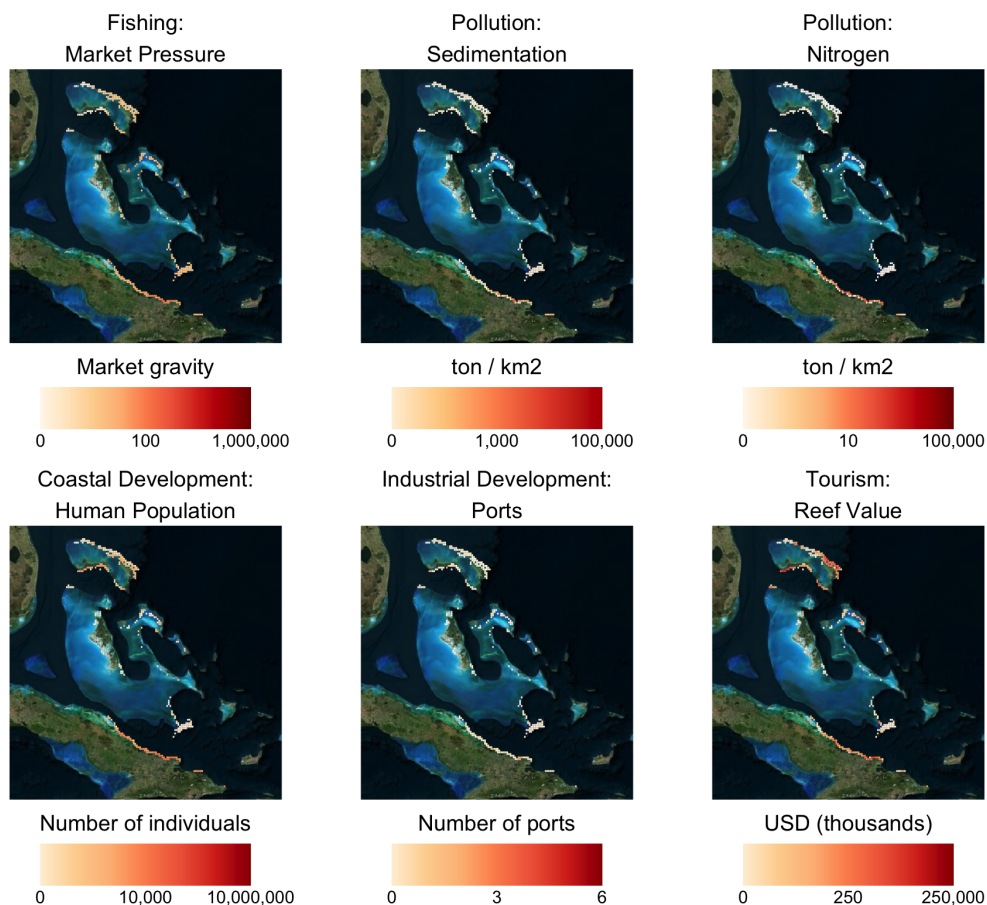 Fishing:
Market Pressure
Pollution:
Sedimentation
Pollution:
Nitrogen
Market gravity
0 100 1,000,000
ton / km2
0 1,000 100,000
ton / km2
0 10 100,000
Coastal Development:
Human Population
Industrial Development:
Ports
Tourism:
Reef Value
Number of individuals
0 10,000 10,000,000
Number of ports
0 3 6
USD (thousands)
0 250 250,000